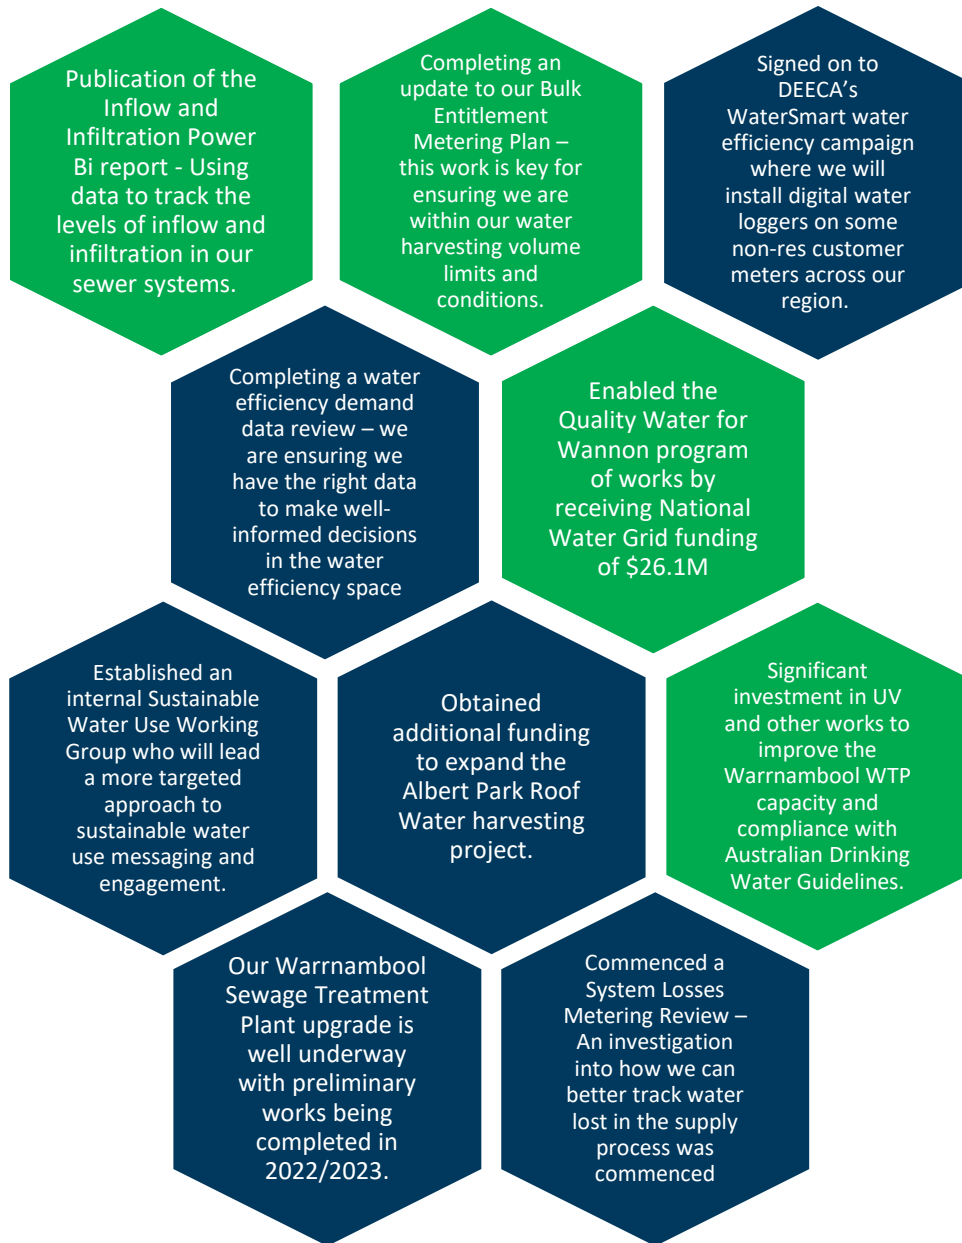 Publication of the
Inflow and
Infiltration Power
Bi report - Using
data to track the
levels of inflow and
infiltration in our
sewer systems.
Completing an
update to our Bulk
Entitlement
Metering Plan –
this work is key for
ensuring we are
within our water
harvesting volume
limits and
conditions.
Signed on to
DEECA’s
WaterSmart water
efficiency campaign
where we will
install digital water
loggers on some
non-res customer
meters across our
region.
Completing a water
efficiency demand
data review – we
are ensuring we
have the right data
to make well-
informed decisions
in the water
efficiency space
Enabled the
Quality Water for
Wannon program
of works by
receiving National
Water Grid funding
of $26.1M
Established an
internal Sustainable
Water Use Working
Group who will lead
a more targeted
approach to
sustainable water
use messaging and
engagement.
Obtained
additional funding
to expand the
Albert Park Roof
Water harvesting
project.
Significant
investment in UV
and other works to
improve the
Warrnambool WTP
capacity and
compliance with
Australian Drinking
Water Guidelines.
Our Warrnambool
Sewage Treatment
Plant upgrade is
well underway
with preliminary
works being
completed in
2022/2023.
Commenced a
System Losses
Metering Review –
An investigation
into how we can
better track water
lost in the supply
process was
commenced